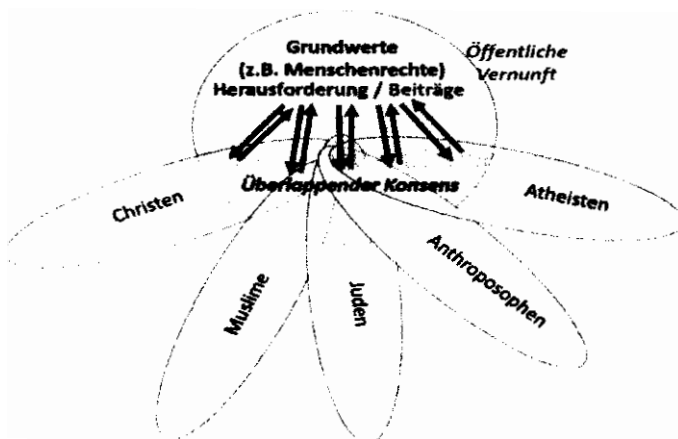 Grundwerte
(z.B. Menschenrechte)
Herausforderung / Beiträge
Öffentliche
Vernunft
Überlappender Konsens
Christen
Muslime
Juden
Anthroposophen
Atheisten